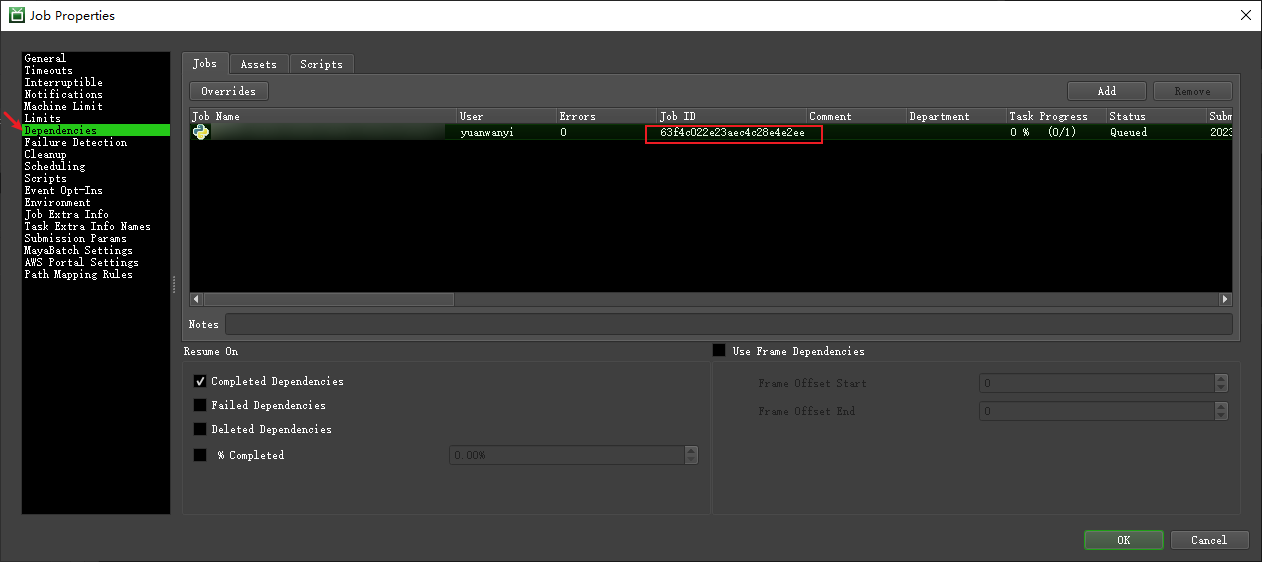 Job Properties
General
Timeouts
Interruptible
Notifications
Machine Limit
Limits
Dependencies
Failure Detection
Cleanup
Scheduling
Scripts
Event Opt-Ins
Environment
Job Extra Info
Task Extra Info Names
Submission Params
MayaBatch Settings
AWS Portal Settings
Path Mapping Rules
Jobs Assets Scripts
Overrides Add Remove
Job Name User Errors Job ID Comment Department Task Progress Status Subm
yuanwanyi 0 63f4c022e23aec4c28e4e2ee 0 % (0/1) Queued 2023
Notes
Resume On
Completed Dependencies
Failed Dependencies
Deleted Dependencies
% Completed 0.00%
Use Frame Dependencies
Frame Offset Start 0
Frame Offset End 0
OK Cancel